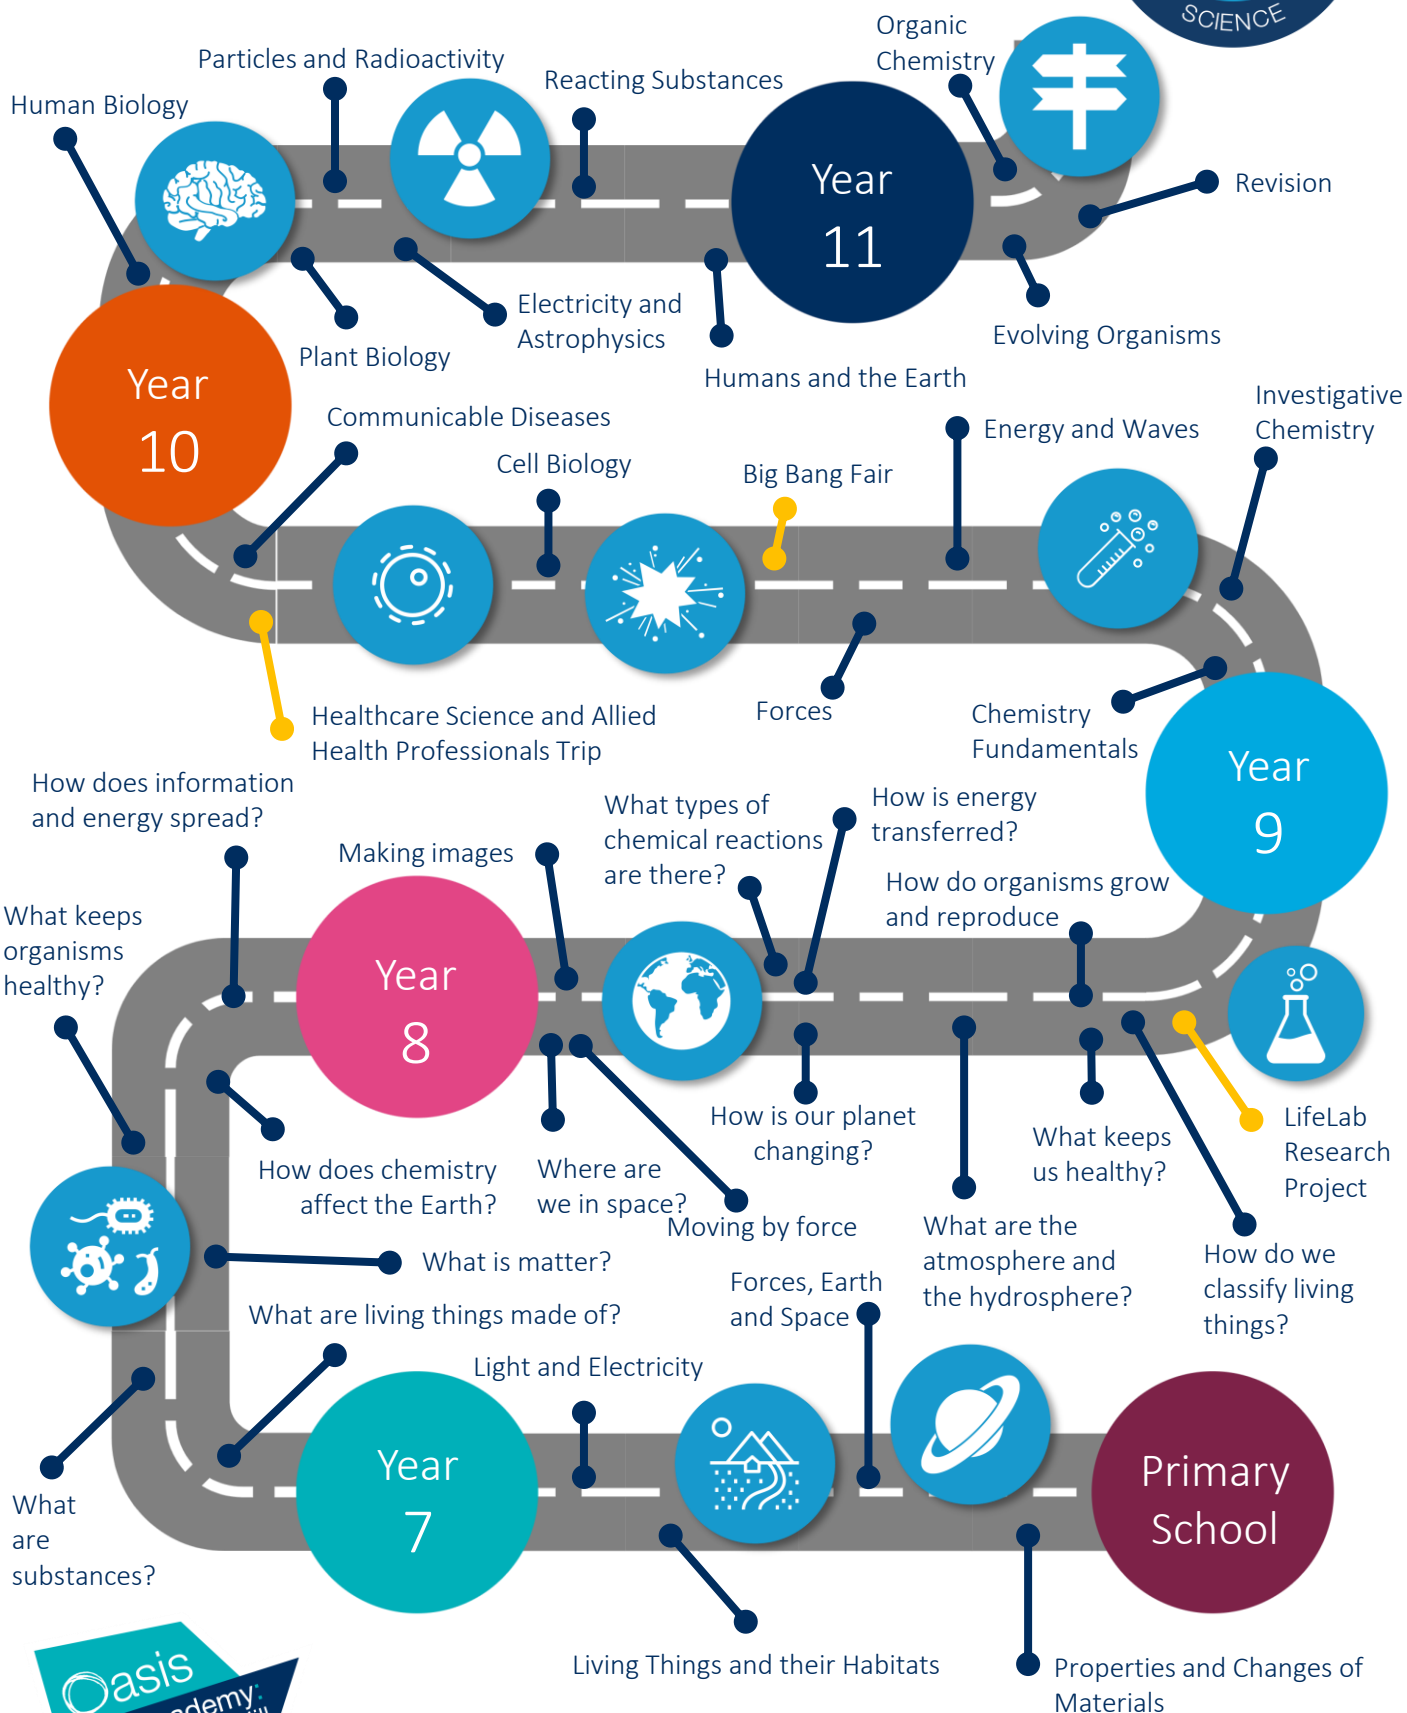 SCIENCE
Organic
Chemistry
Particles and Radioactivity
Reacting Substances
Human Biology
Year
11
Revision
Electricity and
Astrophysics
Evolving Organisms
Plant Biology
Humans and the Earth
Year
10
Investigative
Chemistry
Communicable Diseases
Energy and Waves
Cell Biology
Big Bang Fair
Healthcare Science and Allied
Health Professionals Trip
Forces
Chemistry
Fundamentals
Year
9
How does information
and energy spread?
What types of
chemical reactions
are there?
How is energy
transferred?
Making images
How do organisms grow
and reproduce
What keeps
organisms
healthy?
Year
8
How is our planet
changing?
What keeps
us healthy?
LifeLab
Research
Project
How does chemistry
affect the Earth?
Where are
we in space?
Moving by force
What are the
atmosphere and
the hydrosphere?
How do we
classify living
things?
What is matter?
Forces, Earth
and Space
What are living things made of?
Light and Electricity
Year
7
Primary
School
What
are
substances?
Living Things and their Habitats
Properties and Changes of
Materials
Oasis